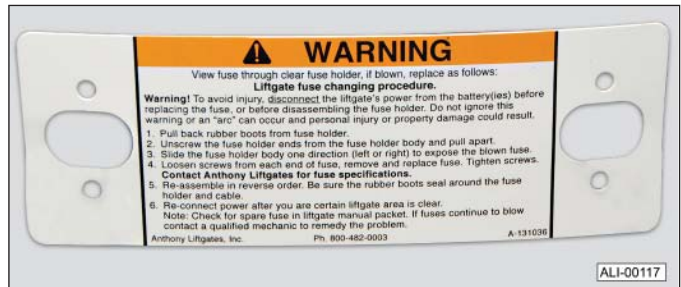 WARNING
View fuse through clear fuse holder, if blown, replace as follows:
Liftgate fuse changing procedure.
Warning! To avoid injury, disconnect the liftgate's power from the battery(ies) before
replacing the fuse, or before disassembling the fuse holder. Do not ignore this
warning or an "arc" can occur and personal injury or property damage could result.
1. Pull back rubber boots from fuse holder.
2. Unscrew the fuse holder ends from the fuse holder body and pull apart.
3. Slide the fuse holder body one direction (left or right) to expose the blown fuse.
4. Loosen screws from each end of fuse, remove and replace fuse. Tighten screws.
Contact Anthony Liftgates for fuse specifications.
5. Re-assemble in reverse order. Be sure the rubber boots seal around the fuse
holder and cable.
6. Re-connect power after you are certain liftgate area is clear.
Note: Check for spare fuse in liftgate manual packet. If fuses continue to blow
contact a qualified mechanic to remedy the problem.
Anthony Liftgates, Inc. Ph. 800-482-0003 A-131036
ALI-00117